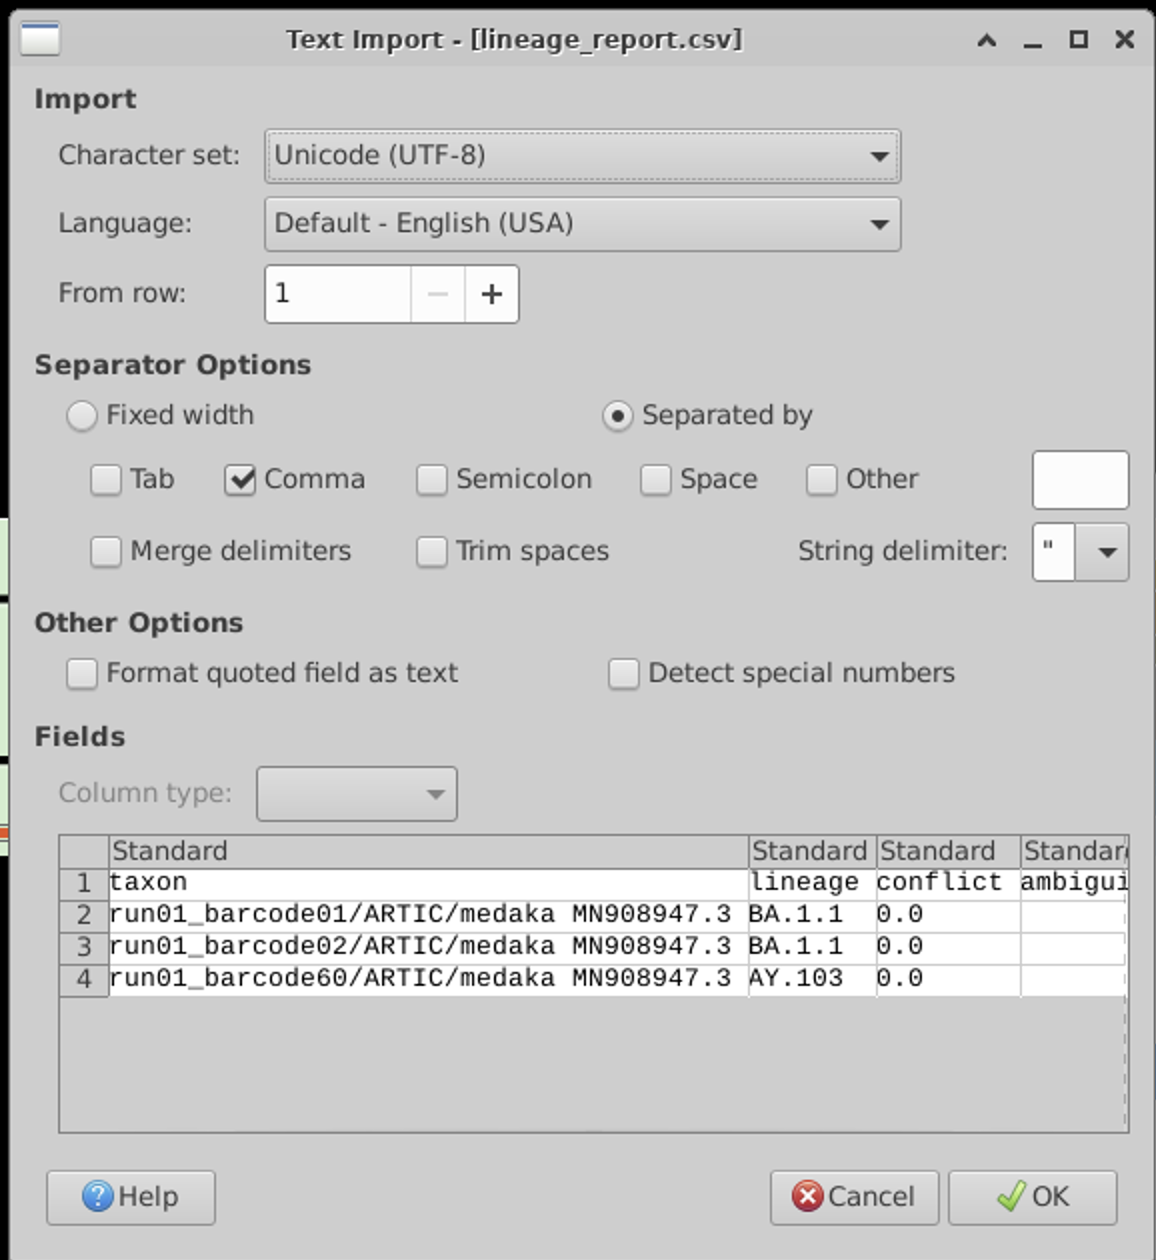 Text Import - [lineage_report.csv]
Import
Character set: Unicode (UTF-8)
Language: Default - English (USA)
From row: 1
Separator Options
Fixed width Separated by
Tab Comma Semicolon Space Other
Merge delimiters Trim spaces String delimiter: "
Other Options
Format quoted field as text Detect special numbers
Fields
Column type:
Standard Standard Standard Standard
1 taxon lineage conflict ambigui
2 run01_barcode01/ARTIC/medaka MN908947.3 BA.1.1 0.0
3 run01_barcode02/ARTIC/medaka MN908947.3 BA.1.1 0.0
4 run01_barcode60/ARTIC/medaka MN908947.3 AY.103 0.0
Help Cancel OK